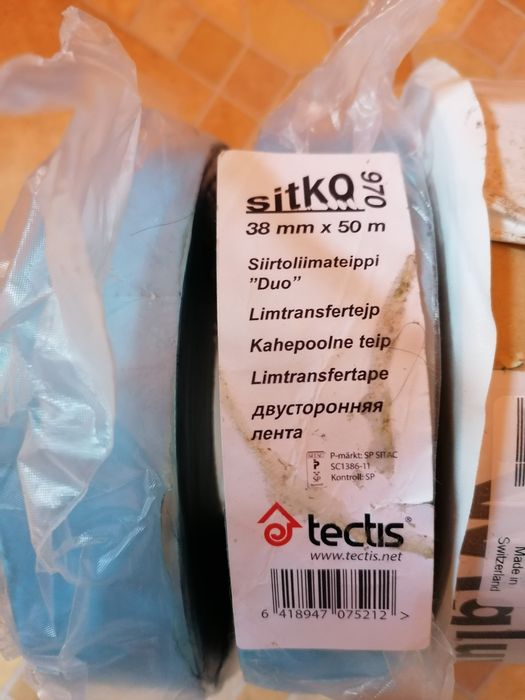 sitko 970
38 mm x 50 m
Siirtoliimateippi
"Duo"
Limtransfertejp
Kahepoolne teip
Limtransfertape
двусторонняя
лента
P-märkt: SP SITAC
SC1386-11
Kontroll: SP
tectis®
www.tectis.net
6 418947 075212 >
Made in
Switzerland